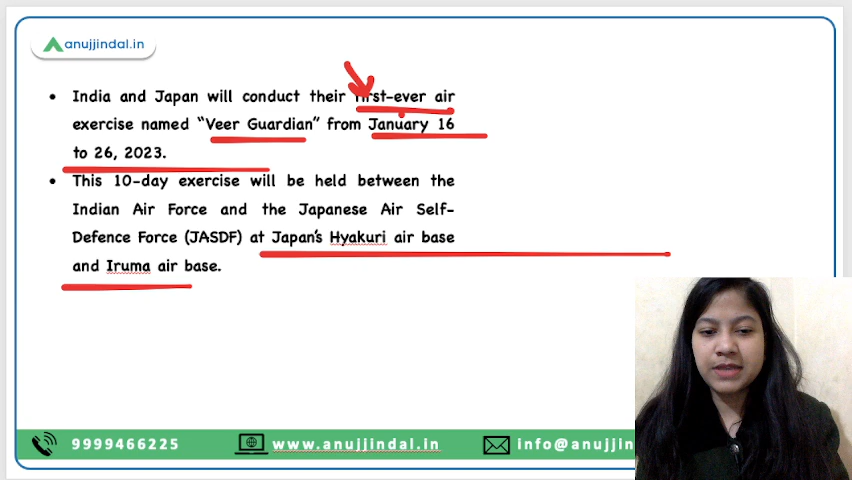 anujjindal.in
• India and Japan will conduct their first-ever air
exercise named “Veer Guardian” from January 16
to 26, 2023.
• This 10-day exercise will be held between the
Indian Air Force and the Japanese Air Self-
Defence Force (JASDF) at Japan’s Hyakuri air base
and Iruma air base.
9999466225 www.anujjindal.in info@anujjin